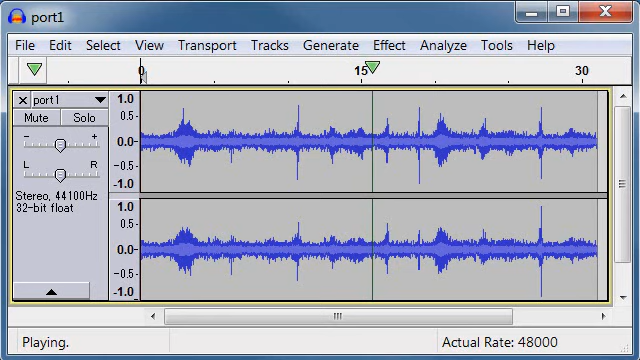 port1
File Edit Select View Transport Tracks Generate Effect Analyze Tools Help
0 15 30
port1
Mute Solo
- +
L R
Stereo, 44100Hz
32-bit float
1.0
0.5-
0.0-
-0.5-
-1.0
1.0
0.5-
0.0-
-0.5-
-1.0
Playing.
Actual Rate: 48000